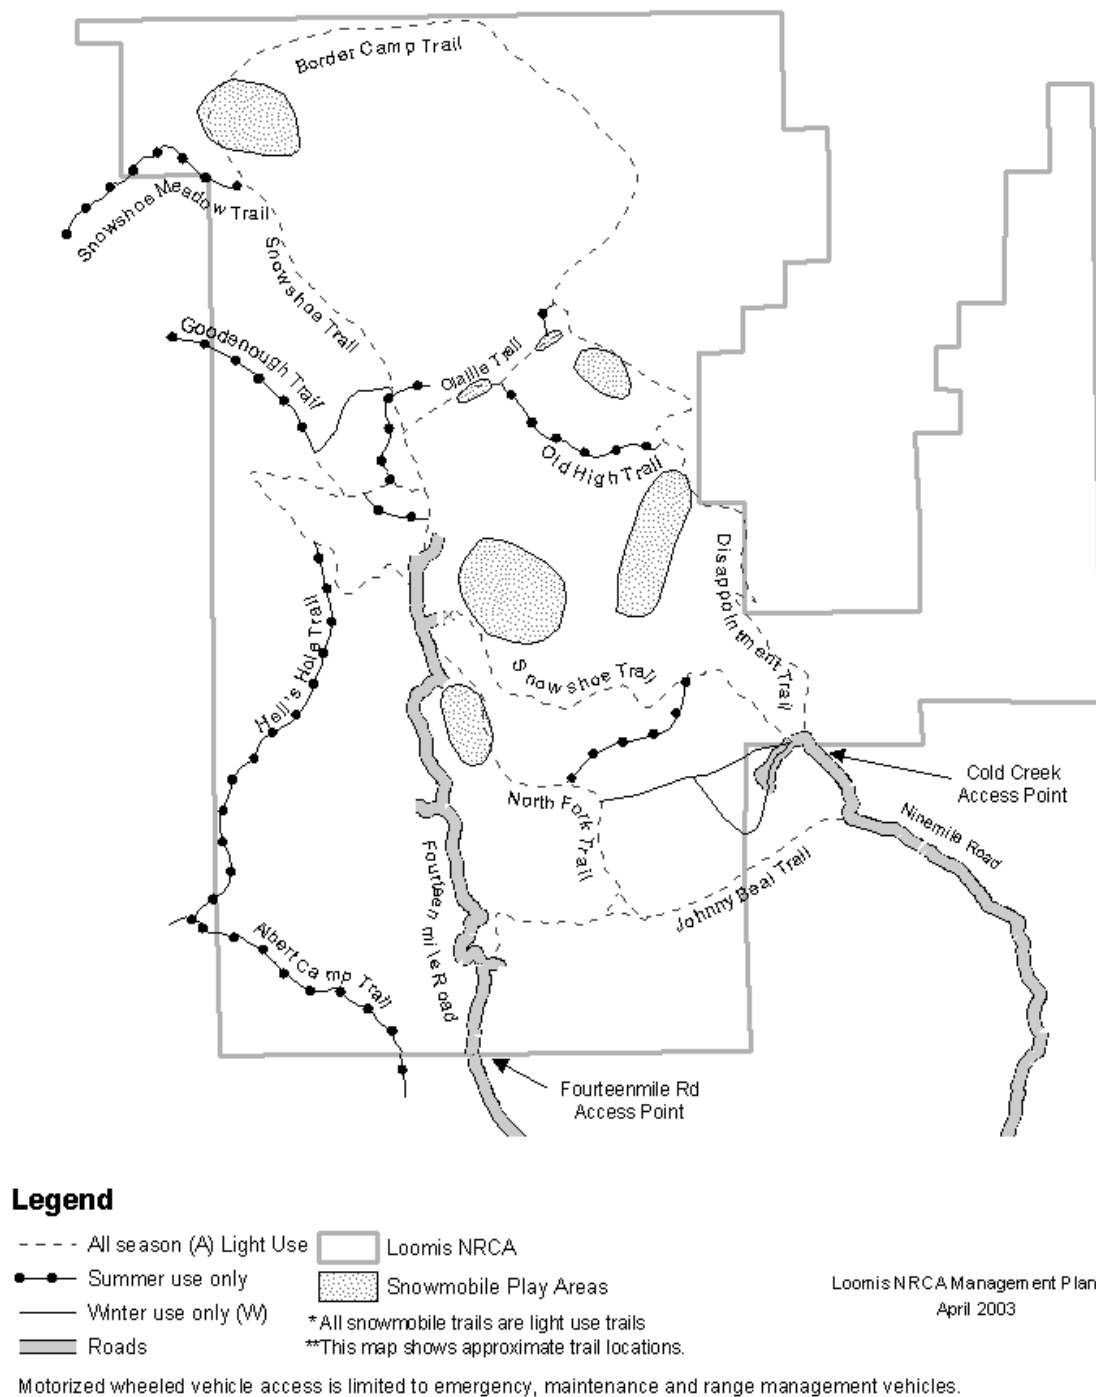 Border Camp Trail
Snowshoe Meadow Trail
Snowshoe Trail
Goodenough Trail
Olallie Trail
Old High Trail
Disappointment Trail
Hell's Hole Trail
Snowshoe Trail
Cold Creek
Access Point
North Fork Trail
Ninemile Road
Johnny Beal Trail
Fourteen mile Road
Albert Camp Trail
Fourteenmile Rd
Access Point
Legend
All season (A) Light Use
Loomis NRCA
Summer use only
Snowmobile Play Areas
Winter use only (W)
Roads
*All snowmobile trails are light use trails
**This map shows approximate trail locations.
Loomis NRCA Management Plan
April 2003
Motorized wheeled vehicle access is limited to emergency, maintenance and range management vehicles.